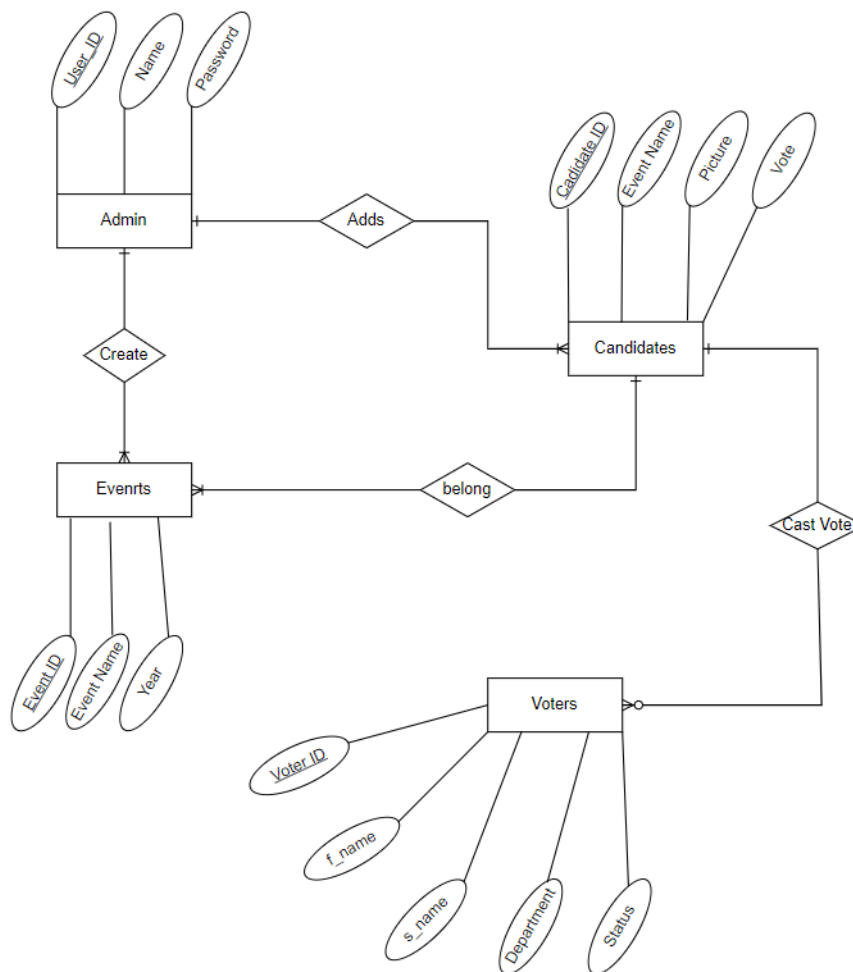 User_ID
Name
Password
Cadidate ID
Event Name
Picture
Vote
Admin
Adds
Create
Candidates
Evenrts
belong
Cast Vote
Event ID
Event Name
Year
Voters
Voter ID
f_name
s_name
Department
Status